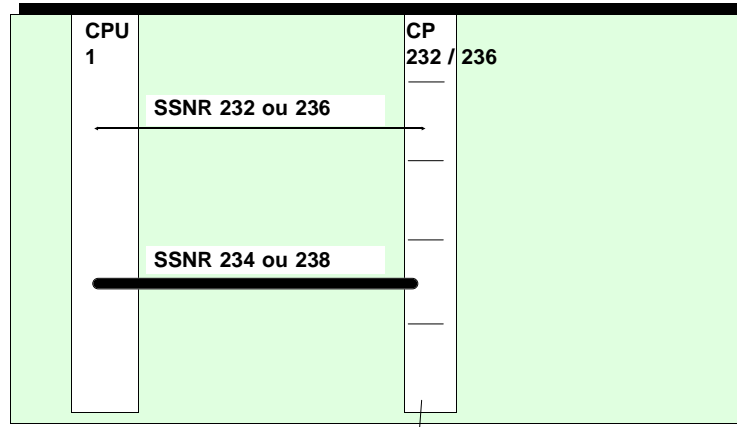 CPU
1
CP
232 / 236
SSNR 232 ou 236
SSNR 234 ou 238